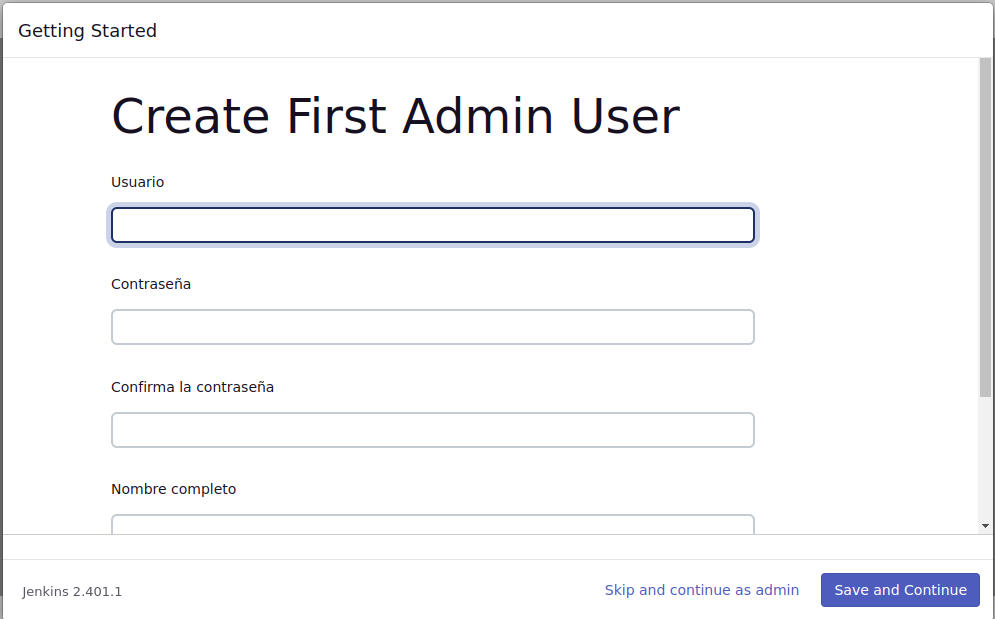 Getting Started
Create First Admin User
Usuario
Contraseña
Confirma la contraseña
Nombre completo
Jenkins 2.401.1
Skip and continue as admin
Save and Continue